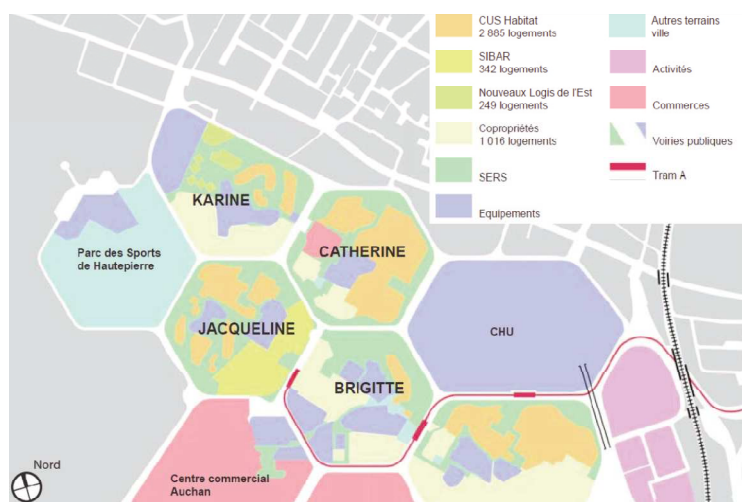 CUS Habitat
2 885 logements
SIBAR
342 logements
Nouveaux Logis de l'Est
249 logements
Copropriétés
1 016 logements
SERS
Equipements
Autres terrains
ville
Activités
Commerces
Voiries publiques
Tram A
KARINE
CATHERINE
Parc des Sports
de Hautepierre
JACQUELINE
CHU
BRIGITTE
Nord
Centre commercial
Auchan